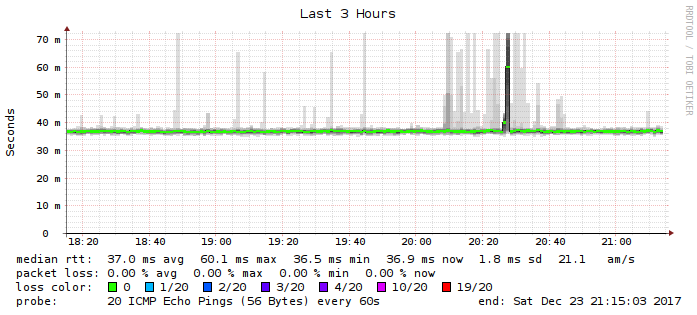 Last 3 Hours
RRDTOOL / TOBI OETIKER
Seconds
70 m
60 m
50 m
40 m
30 m
20 m
10 m
0
18:20 18:40 19:00 19:20 19:40 20:00 20:20 20:40 21:00
median rtt: 37.0 ms avg 60.1 ms max 36.5 ms min 36.9 ms now 1.8 ms sd 21.1 am/s
packet loss: 0.00 % avg 0.00 % max 0.00 % min 0.00 % now
loss color: 0 1/20 2/20 3/20 4/20 10/20 19/20
probe: 20 ICMP Echo Pings (56 Bytes) every 60s end: Sat Dec 23 21:15:03 2017